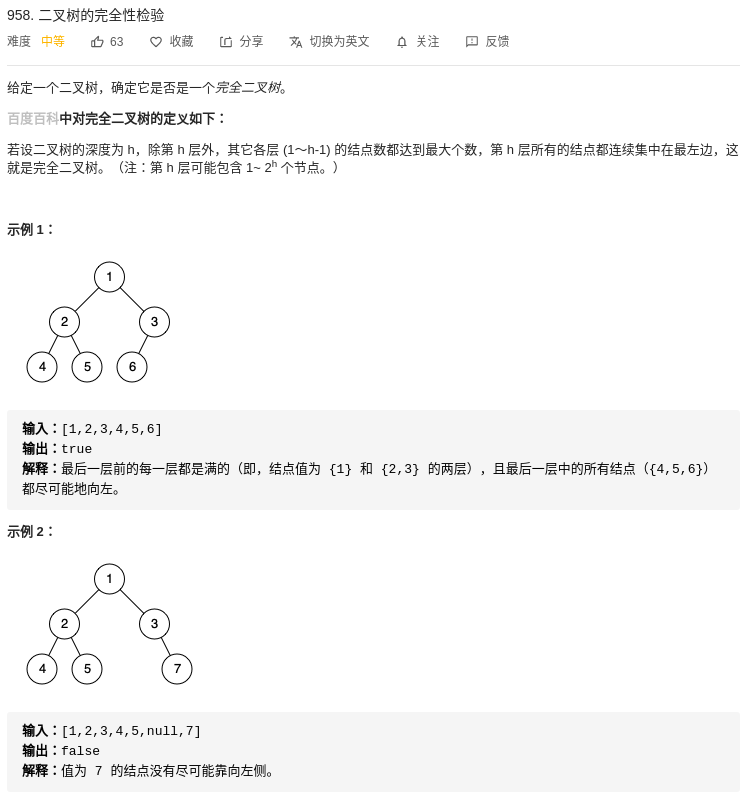 958. 二叉树的完全性检验
难度 中等 63 收藏 分享 切换为英文 关注 反馈
给定一个二叉树，确定它是否是一个完全二叉树。
百度百科中对完全二叉树的定义如下：
若设二叉树的深度为 h，除第 h 层外，其它各层 (1～h-1) 的结点数都达到最大个数，第 h 层所有的结点都连续集中在最左边，这
就是完全二叉树。（注：第 h 层可能包含 1~ 2h 个节点。）
示例 1：
1
2 3
4 5 6
输入：[1,2,3,4,5,6]
输出：true
解释：最后一层前的每一层都是满的（即，结点值为 {1} 和 {2,3} 的两层），且最后一层中的所有结点（{4,5,6}）
都尽可能地向左。
示例 2：
1
2 3
4 5 7
输入：[1,2,3,4,5,null,7]
输出：false
解释：值为 7 的结点没有尽可能靠向左侧。